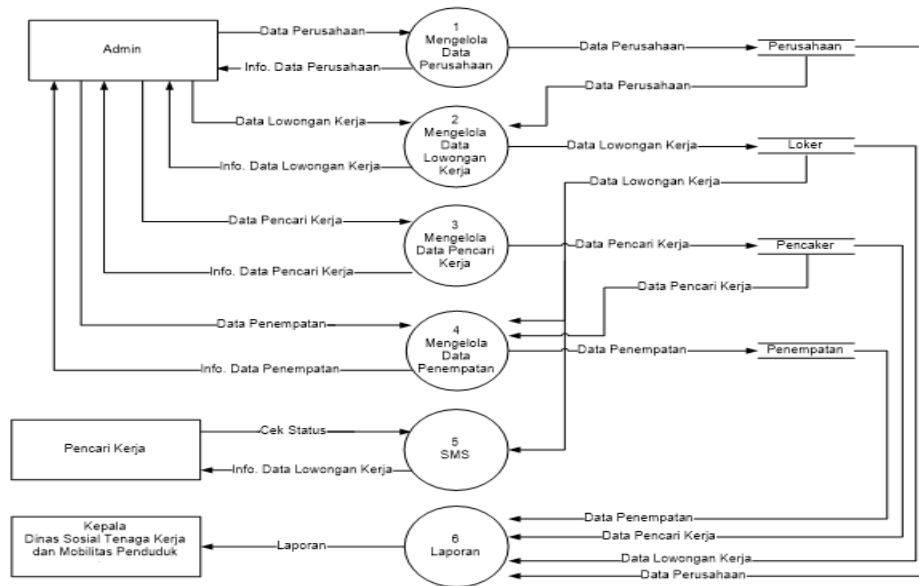 Admin
Data Perusahaan
Info. Data Perusahaan
1
Mengelola
Data
Perusahaan
Data Perusahaan
Perusahaan
Data Perusahaan
Data Lowongan Kerja
Info. Data Lowongan Kerja
2
Mengelola
Data
Lowongan
Kerja
Data Lowongan Kerja
Loker
Data Lowongan Kerja
Data Pencari Kerja
Info. Data Pencari Kerja
3
Mengelola
Data Pencari
Kerja
Data Pencari Kerja
Pencaker
Data Pencari Kerja
Data Penempatan
Info. Data Penempatan
4
Mengelola
Data
Penempatan
Data Penempatan
Penempatan
Pencari Kerja
Cek Status
Info. Data Lowongan Kerja
5
SMS
Kepala
Dinas Sosial Tenaga Kerja
dan Mobilitas Penduduk
Laporan
6
Laporan
Data Penempatan
Data Pencari Kerja
Data Lowongan Kerja
Data Perusahaan